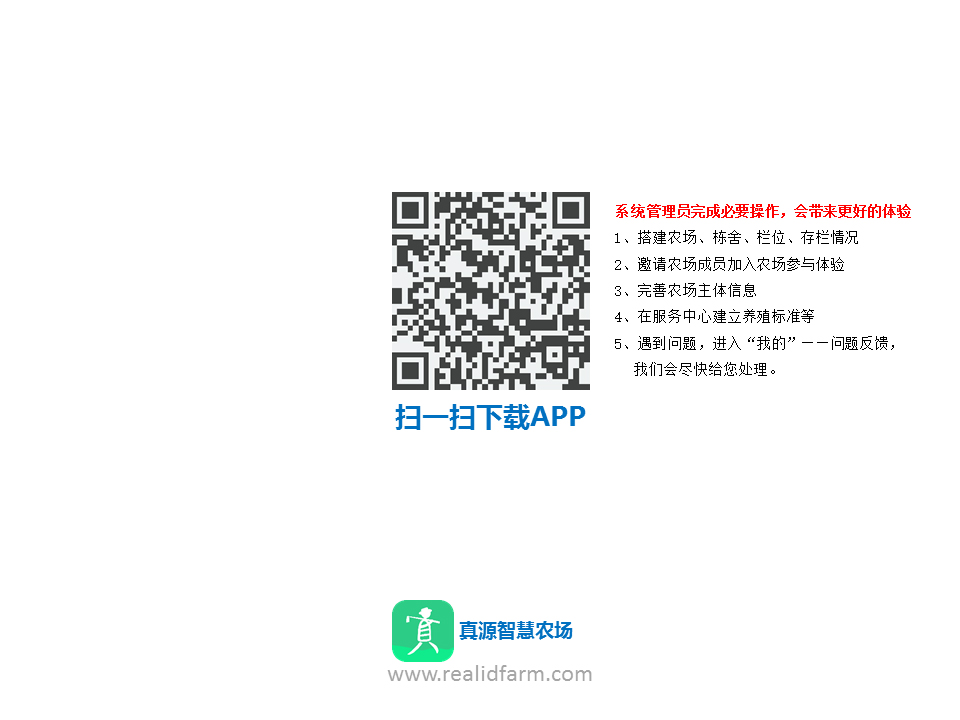 系统管理员完成必要操作，会带来更好的体验
1、搭建农场、栋舍、栏位、存栏情况
2、邀请农场成员加入农场参与体验
3、完善农场主体信息
4、在服务中心建立养殖标准等
5、遇到问题，进入“我的”——问题反馈，
我们会尽快给您处理。
扫一扫下载APP
真源智慧农场
www.realidfarm.com